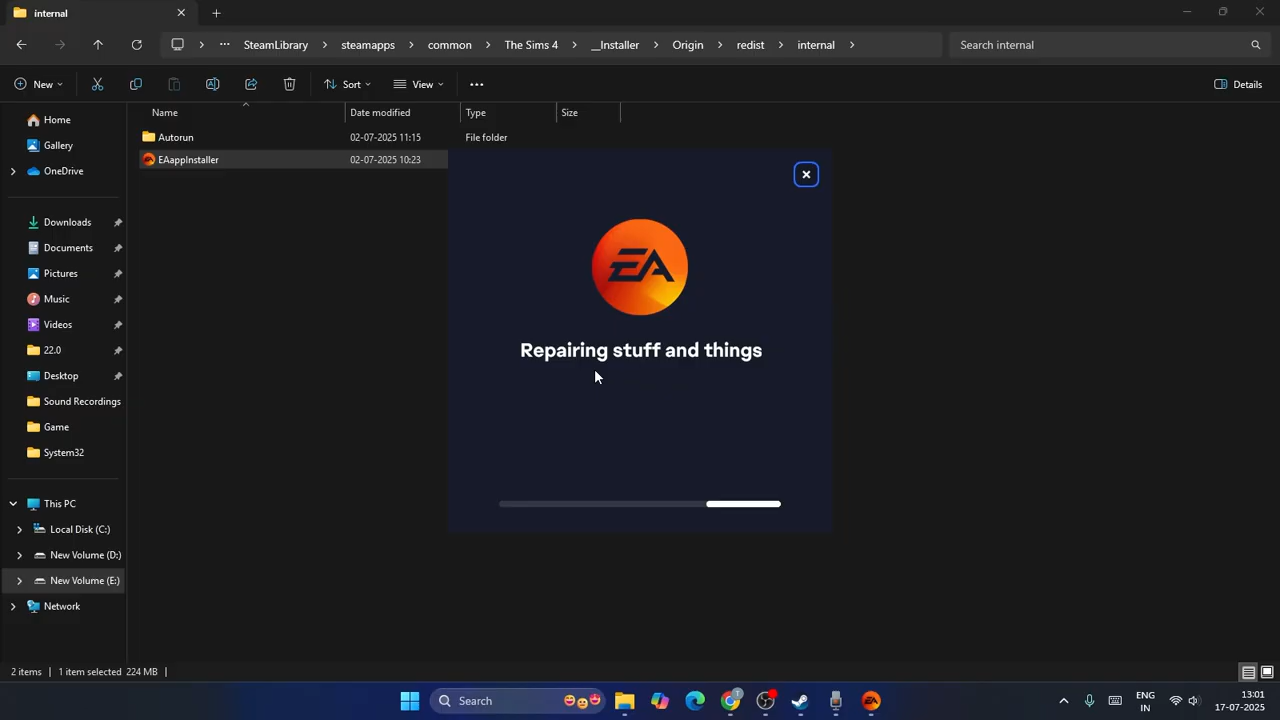 internal
SteamLibrary
steamapps
common
The Sims 4
__Installer
Origin
redist
internal
Search internal
New
Sort
View
Details
Name
Date modified
Type
Size
Autorun
02-07-2025 11:15
File folder
EAappInstaller
02-07-2025 10:23
Home
Gallery
OneDrive
Downloads
Documents
Pictures
Music
Videos
22.0
Desktop
Sound Recordings
Game
System32
This PC
Local Disk (C:)
New Volume (D:)
New Volume (E:)
Network
EA
Repairing stuff and things
2 items
1 item selected 224 MB
Search
ENG
IN
13:01
17-07-2025